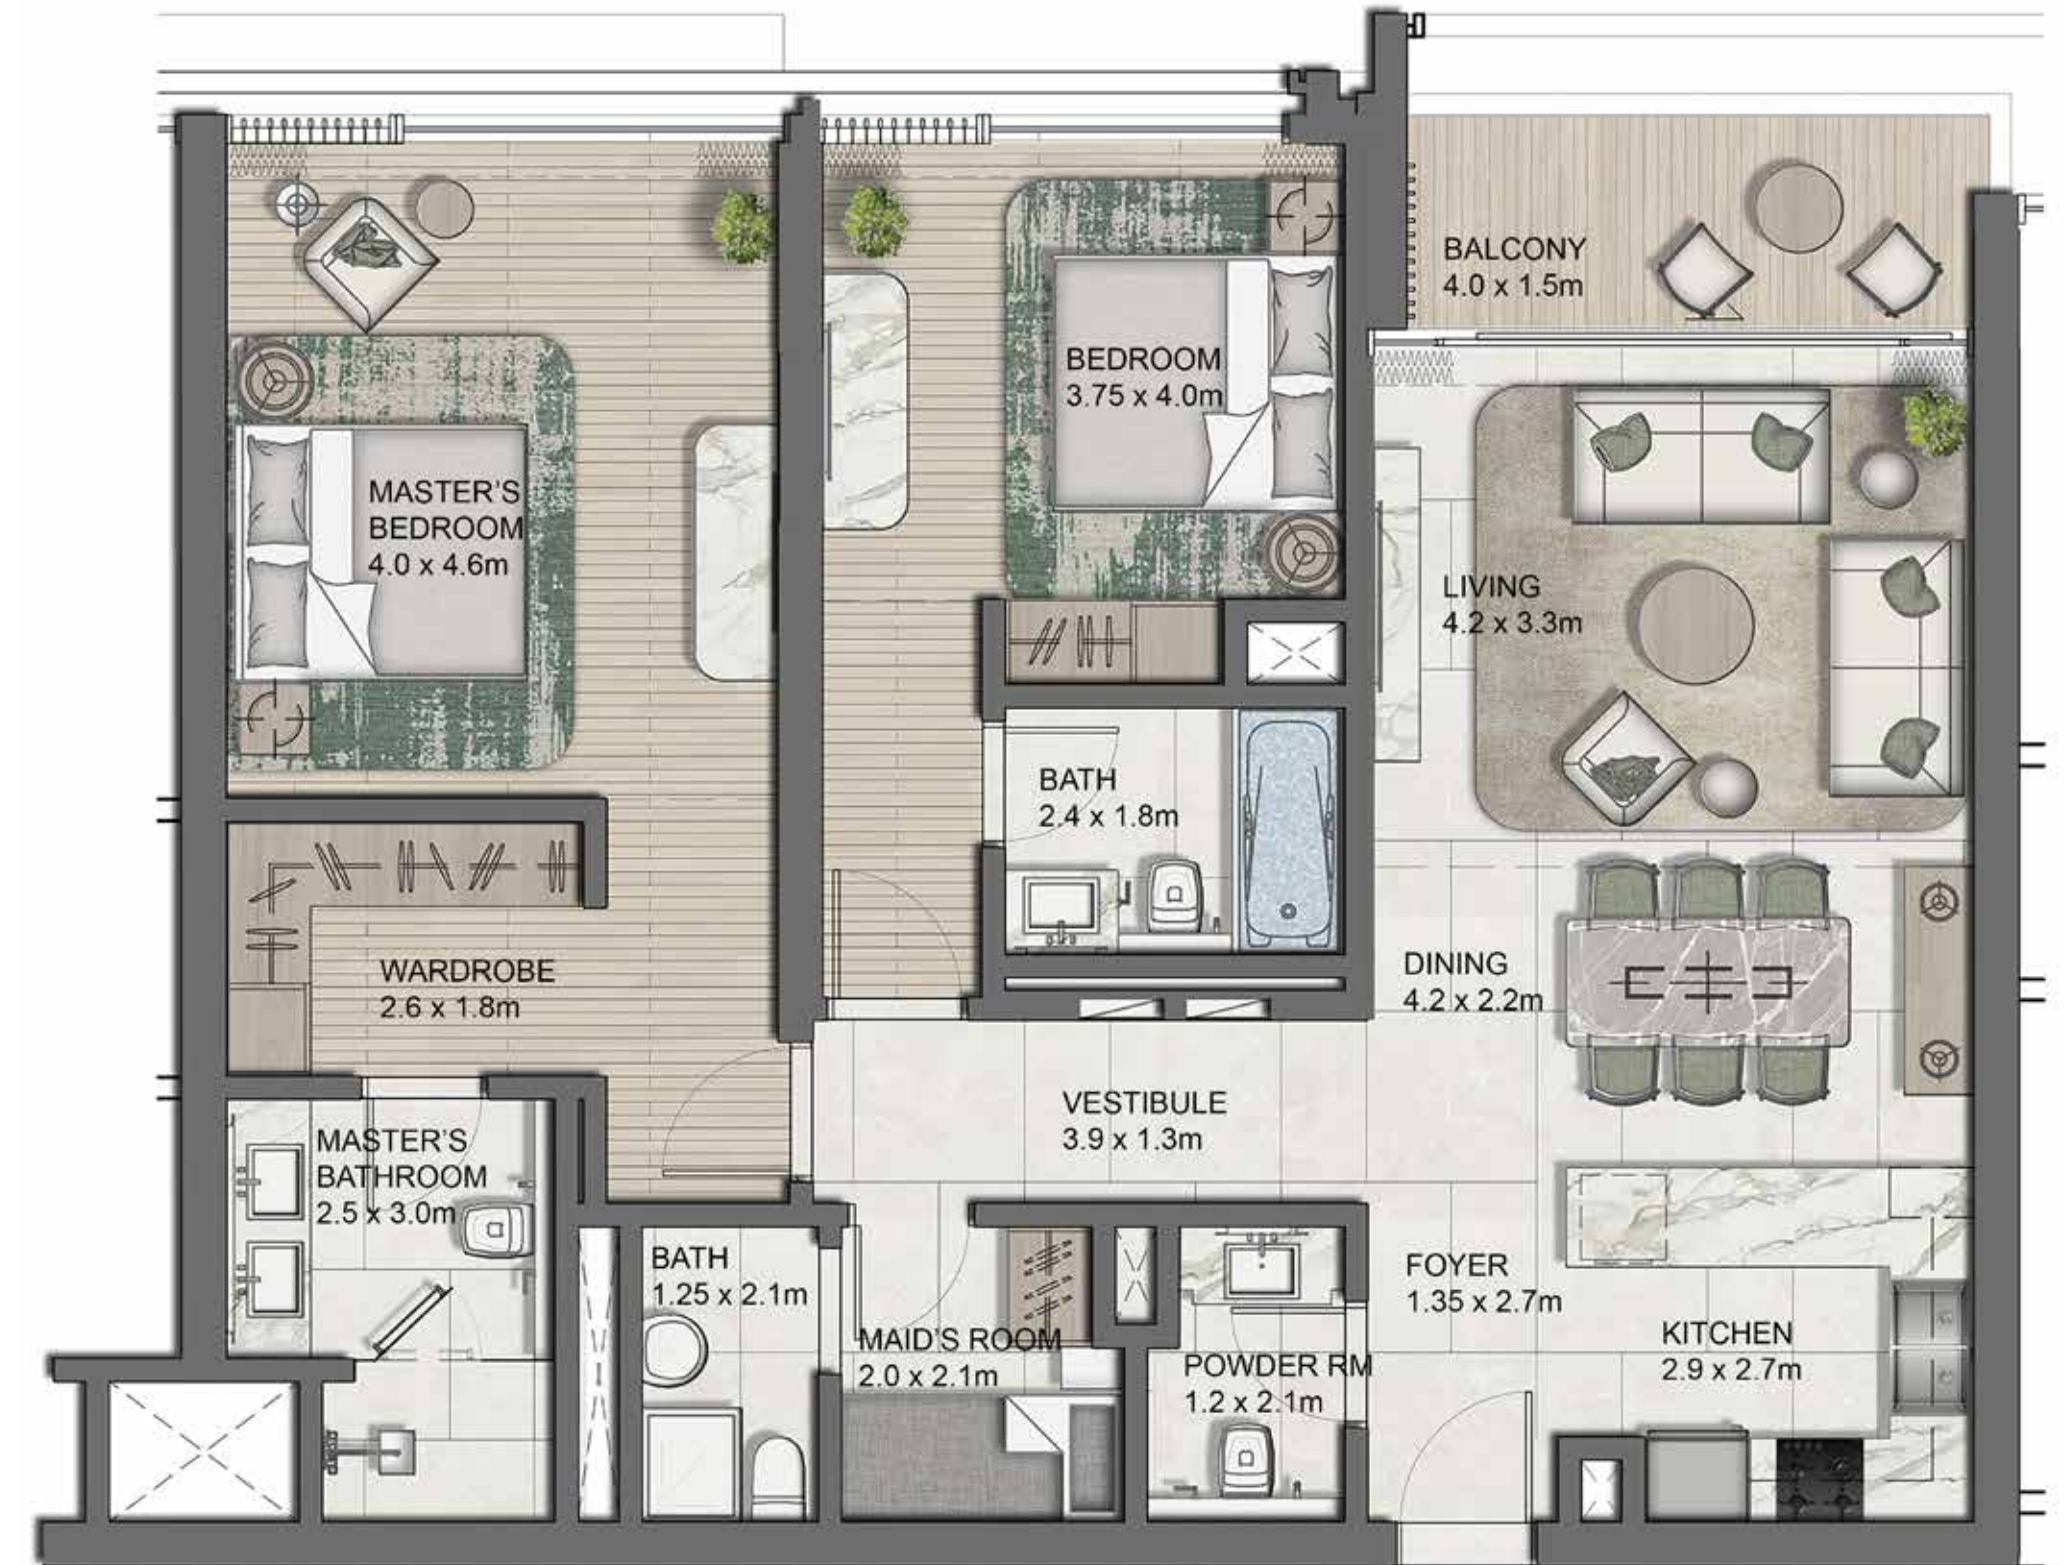 BALCONY
4.0 x 1.5m
BEDROOM
3.75 x 4.0m
MASTER'S
BEDROOM
4.0 x 4.6m
LIVING
4.2 x 3.3m
BATH
2.4 x 1.8m
WARDROBE
2.6 x 1.8m
DINING
4.2 x 2.2m
VESTIBULE
3.9 x 1.3m
MASTER'S
BATHROOM
2.5 x 3.0m
BATH
1.25 x 2.1m
FOYER
1.35 x 2.7m
MAID'S ROOM
2.0 x 2.1m
POWDER RM
1.2 x 2.1m
KITCHEN
2.9 x 2.7m